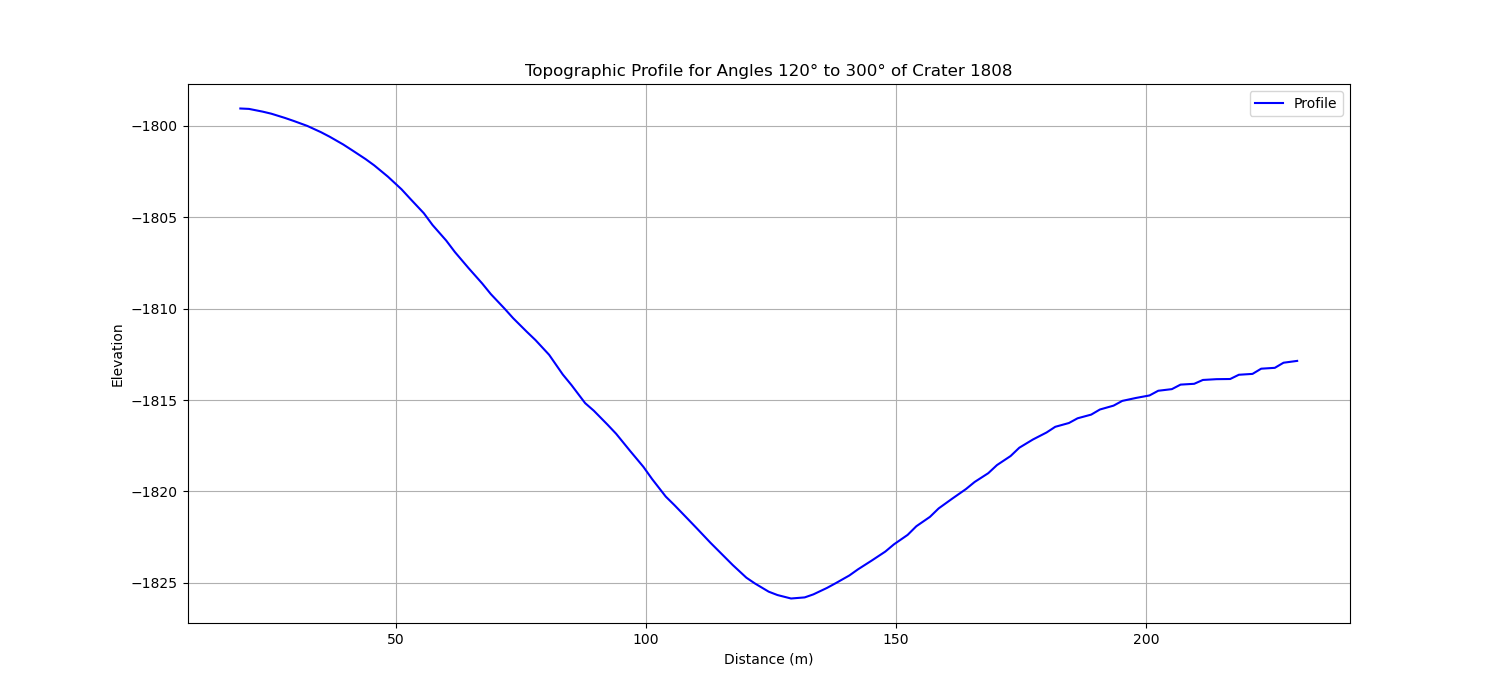 Topographic Profile for Angles 120° to 300° of Crater 1808
Profile
−1800
−1805
−1810
−1815
−1820
−1825
Elevation
50
100
150
200
Distance (m)